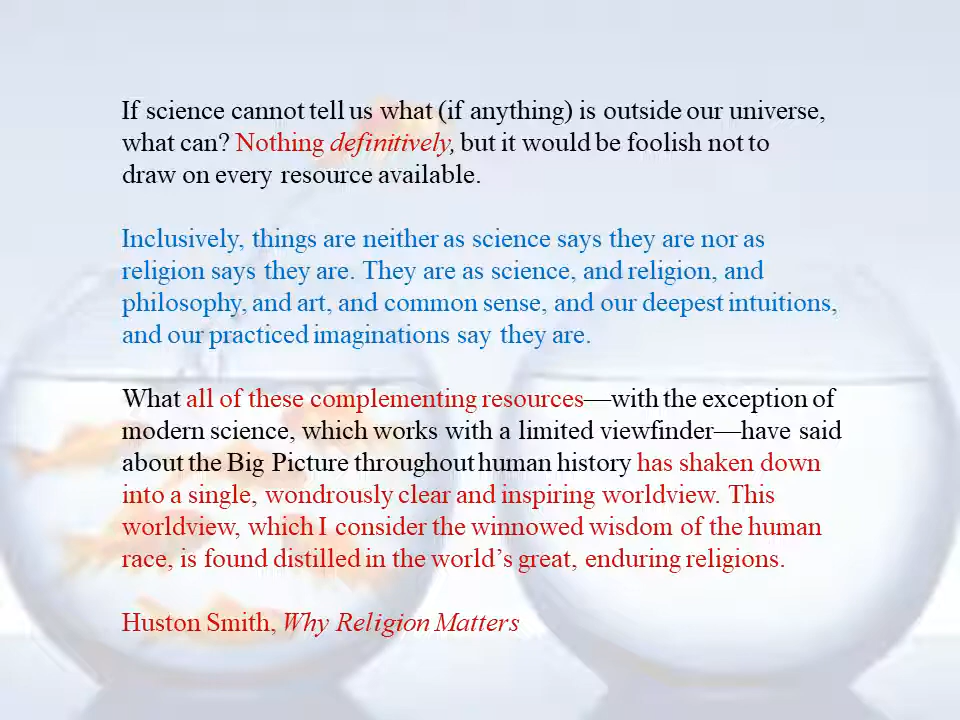 If science cannot tell us what (if anything) is outside our universe,
what can? Nothing definitively, but it would be foolish not to
draw on every resource available.
Inclusively, things are neither as science says they are nor as
religion says they are. They are as science, and religion, and
philosophy, and art, and common sense, and our deepest intuitions,
and our practiced imaginations say they are.
What all of these complementing resources—with the exception of
modern science, which works with a limited viewfinder—have said
about the Big Picture throughout human history has shaken down
into a single, wondrously clear and inspiring worldview. This
worldview, which I consider the winnowed wisdom of the human
race, is found distilled in the world’s great, enduring religions.
Huston Smith, Why Religion Matters